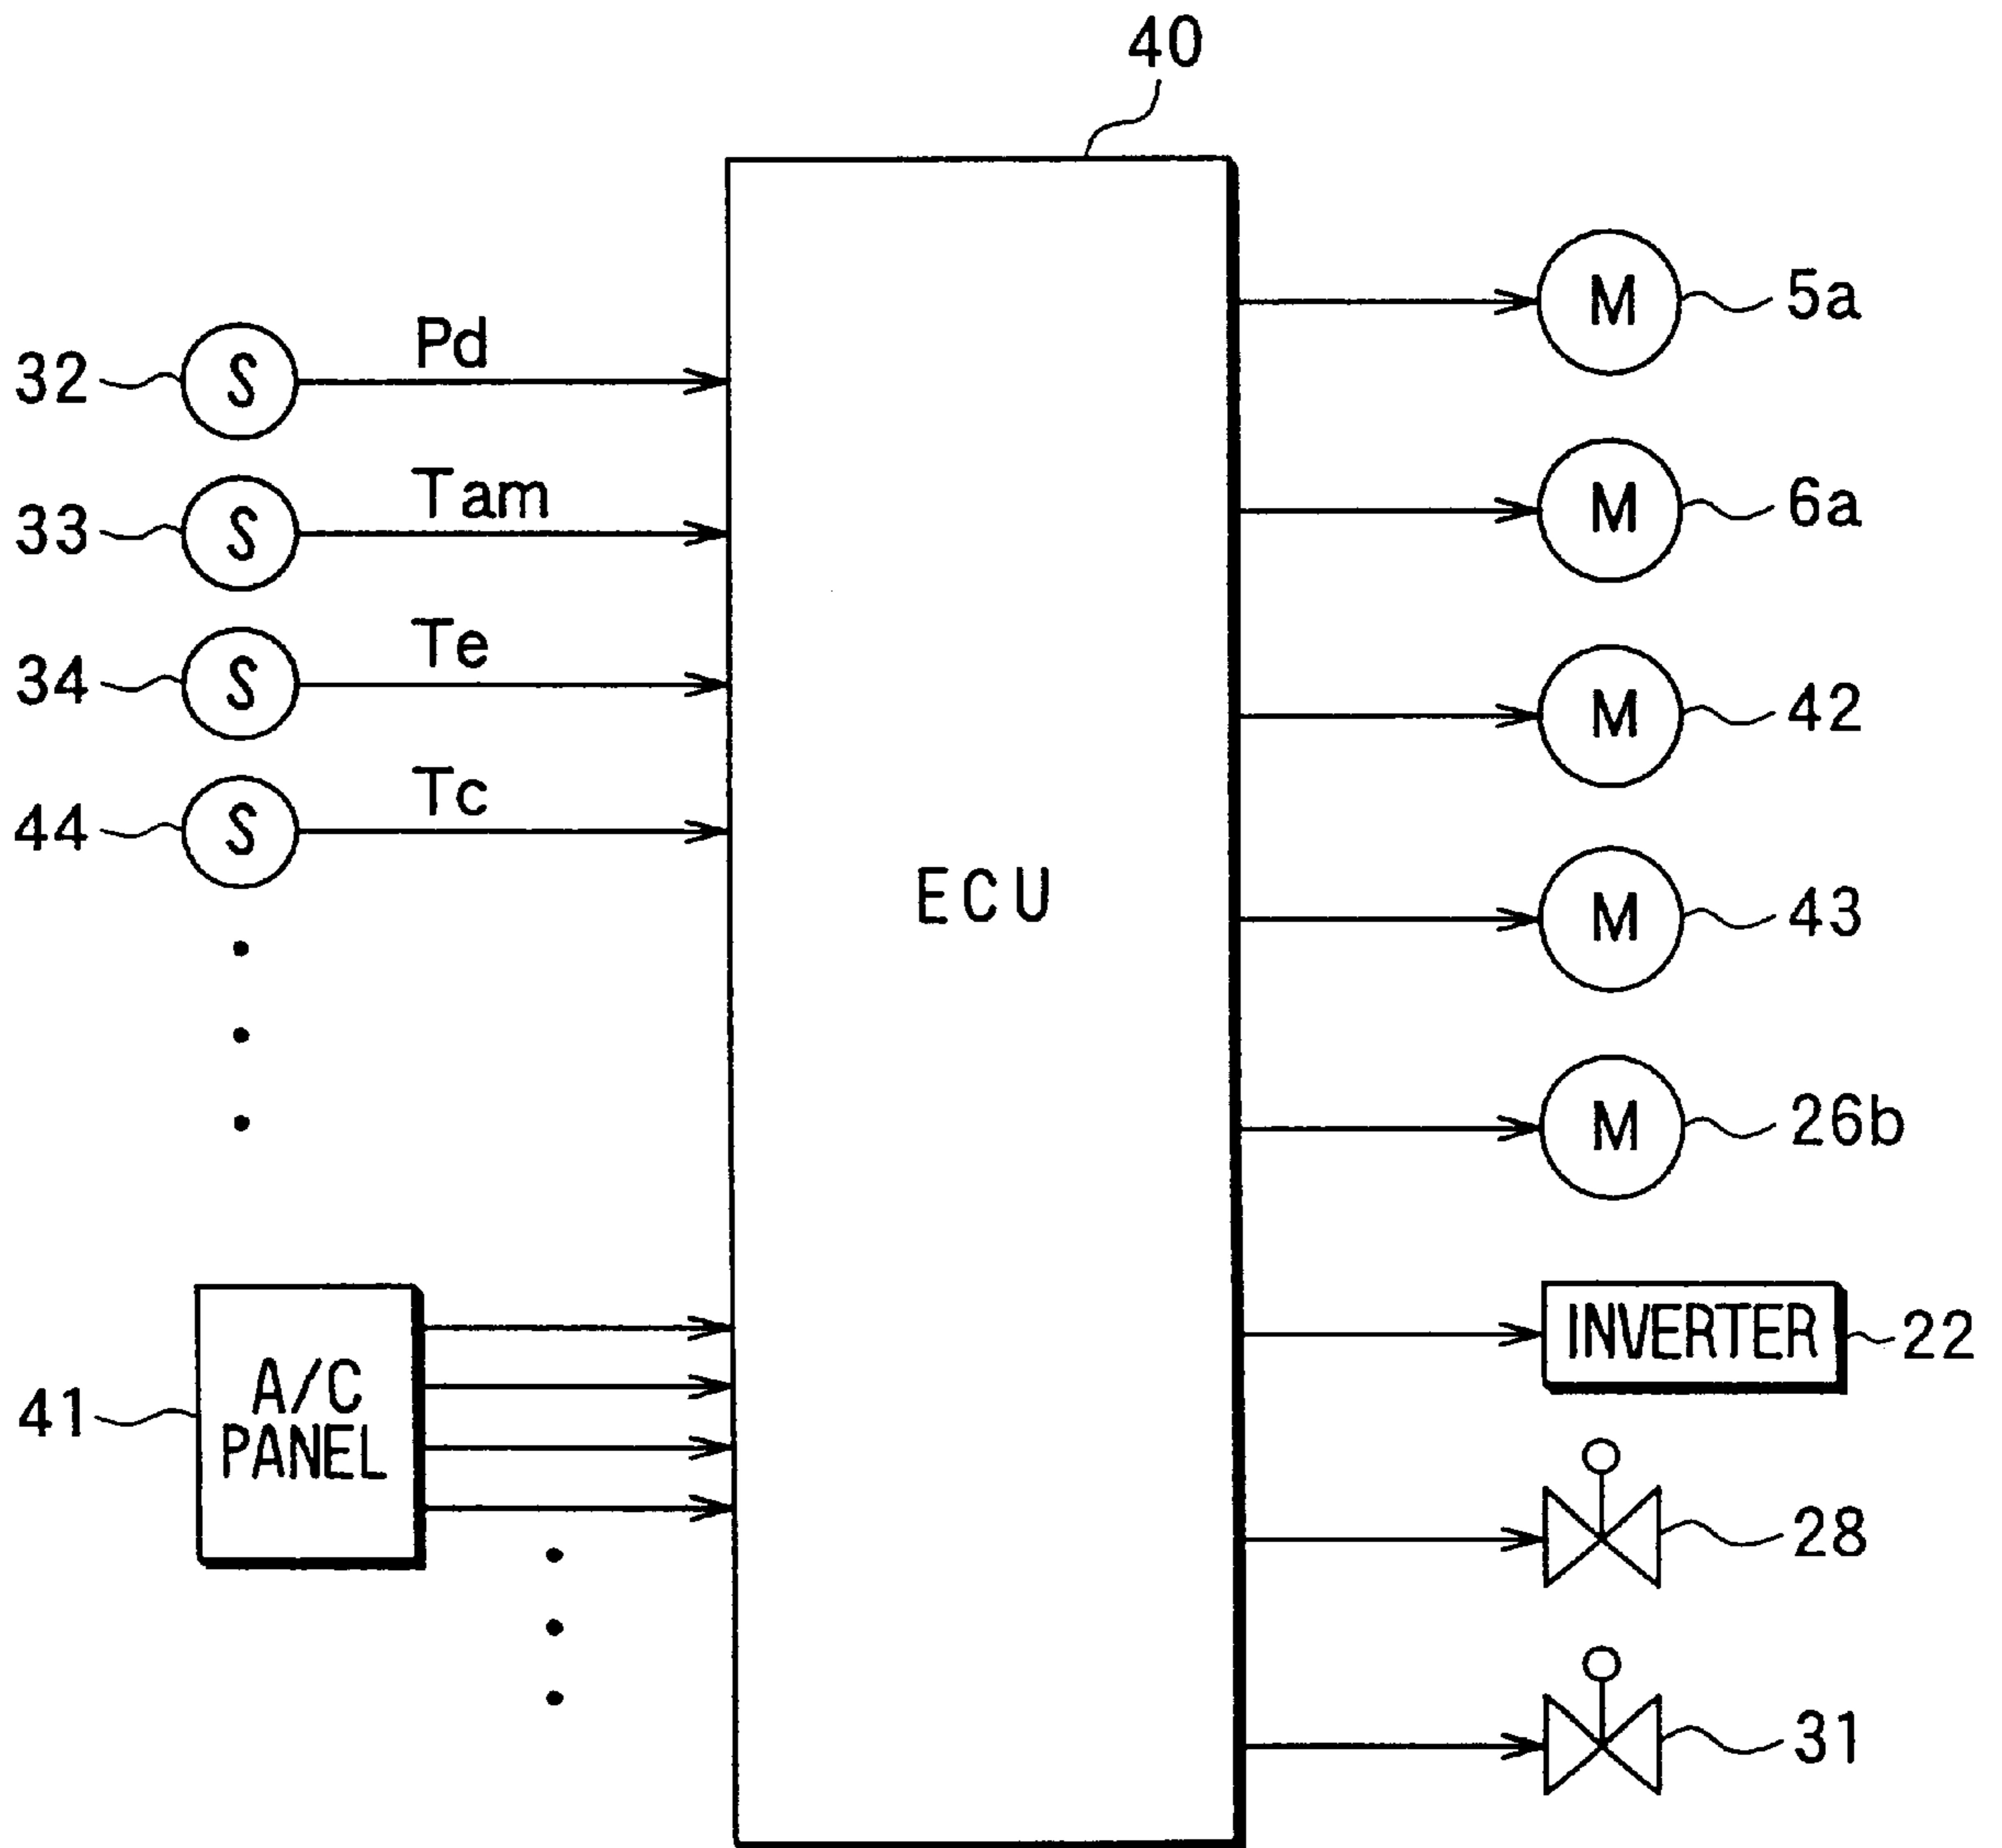 40
M 5a
32 S Pd
M 6a
33 S Tam
34 S Te
M 42
44 S Tc
ECU
M 43
M 26b
INVERTER 22
41 A/C
PANEL
28
31